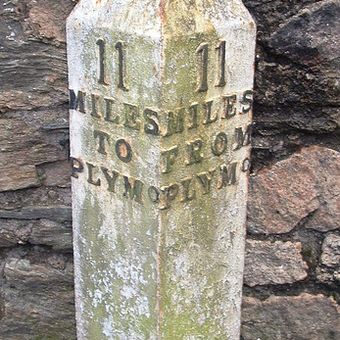 11 11
MILES MILES
TO FROM
PLYMO PLYMO